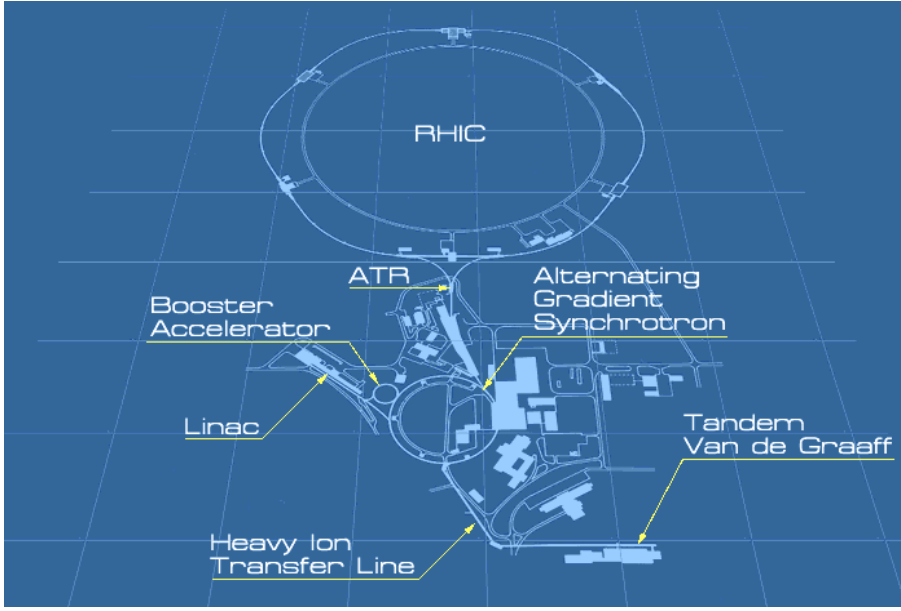 RHIC
ATR
Alternating
Gradient
Synchrotron
Booster
Accelerator
Linac
Tandem
Van de Graaff
Heavy Ion
Transfer Line